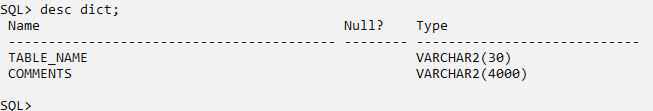 SQL> desc dict;
Name                                      Null?    Type
----------------------------------------- -------- ----------------------------
TABLE_NAME                                         VARCHAR2(30)
COMMENTS                                           VARCHAR2(4000)
SQL>